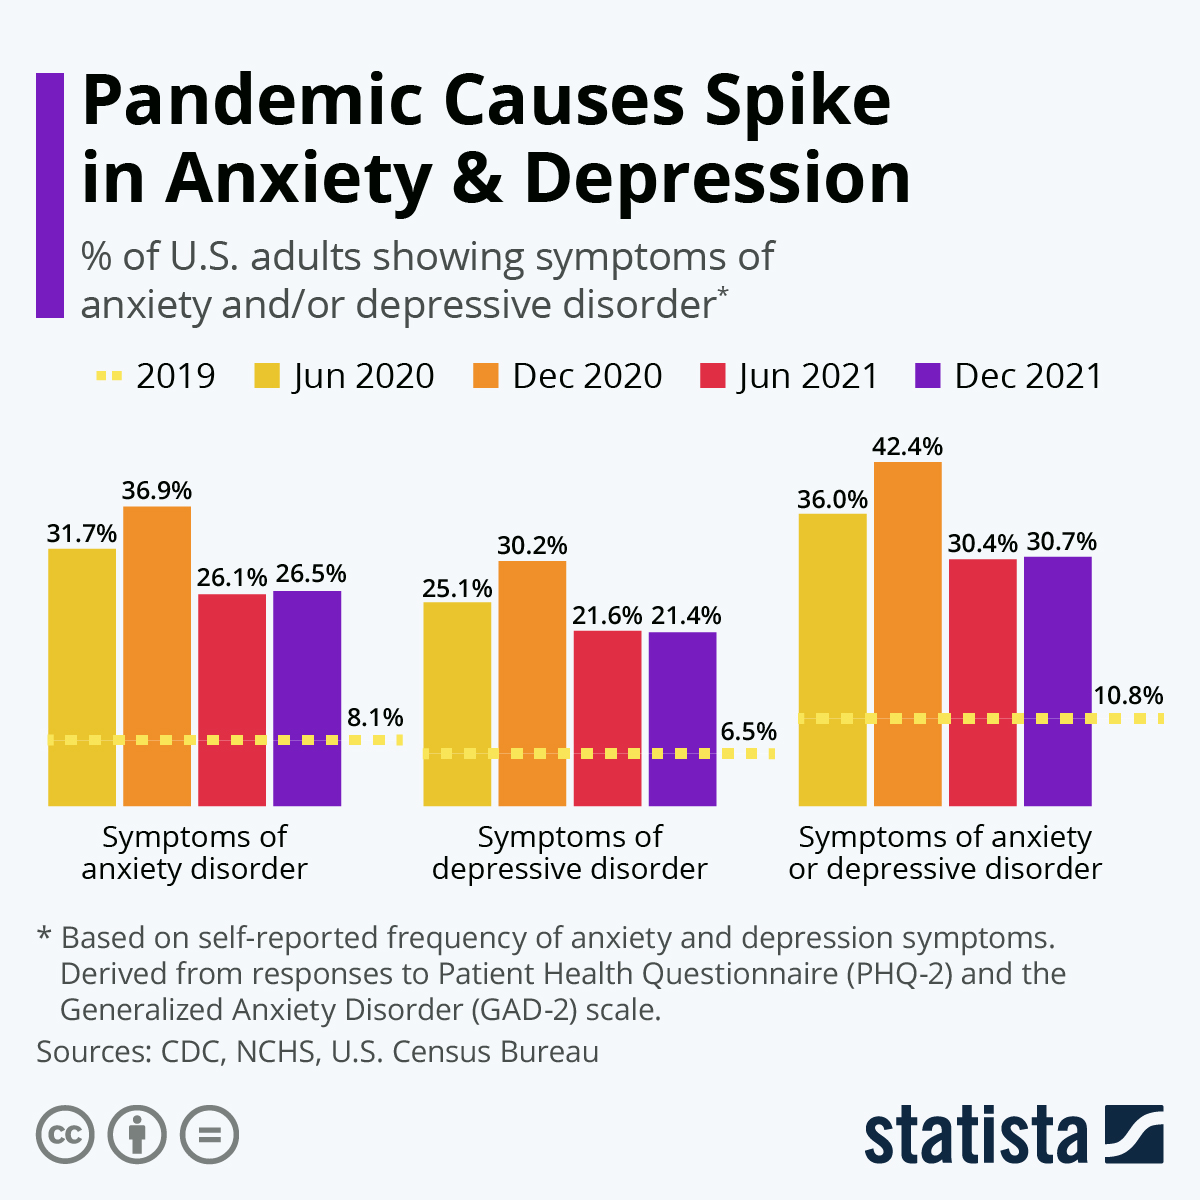 Pandemic Causes Spike
in Anxiety & Depression
% of U.S. adults showing symptoms of
anxiety and/or depressive disorder*
2019 Jun 2020 Dec 2020 Jun 2021 Dec 2021
31.7% 36.9% 26.1% 26.5% 8.1%
Symptoms of
anxiety disorder
25.1% 30.2% 21.6% 21.4% 6.5%
Symptoms of
depressive disorder
36.0% 42.4% 30.4% 30.7% 10.8%
Symptoms of anxiety
or depressive disorder
* Based on self-reported frequency of anxiety and depression symptoms.
Derived from responses to Patient Health Questionnaire (PHQ-2) and the
Generalized Anxiety Disorder (GAD-2) scale.
Sources: CDC, NCHS, U.S. Census Bureau
cc =
statista